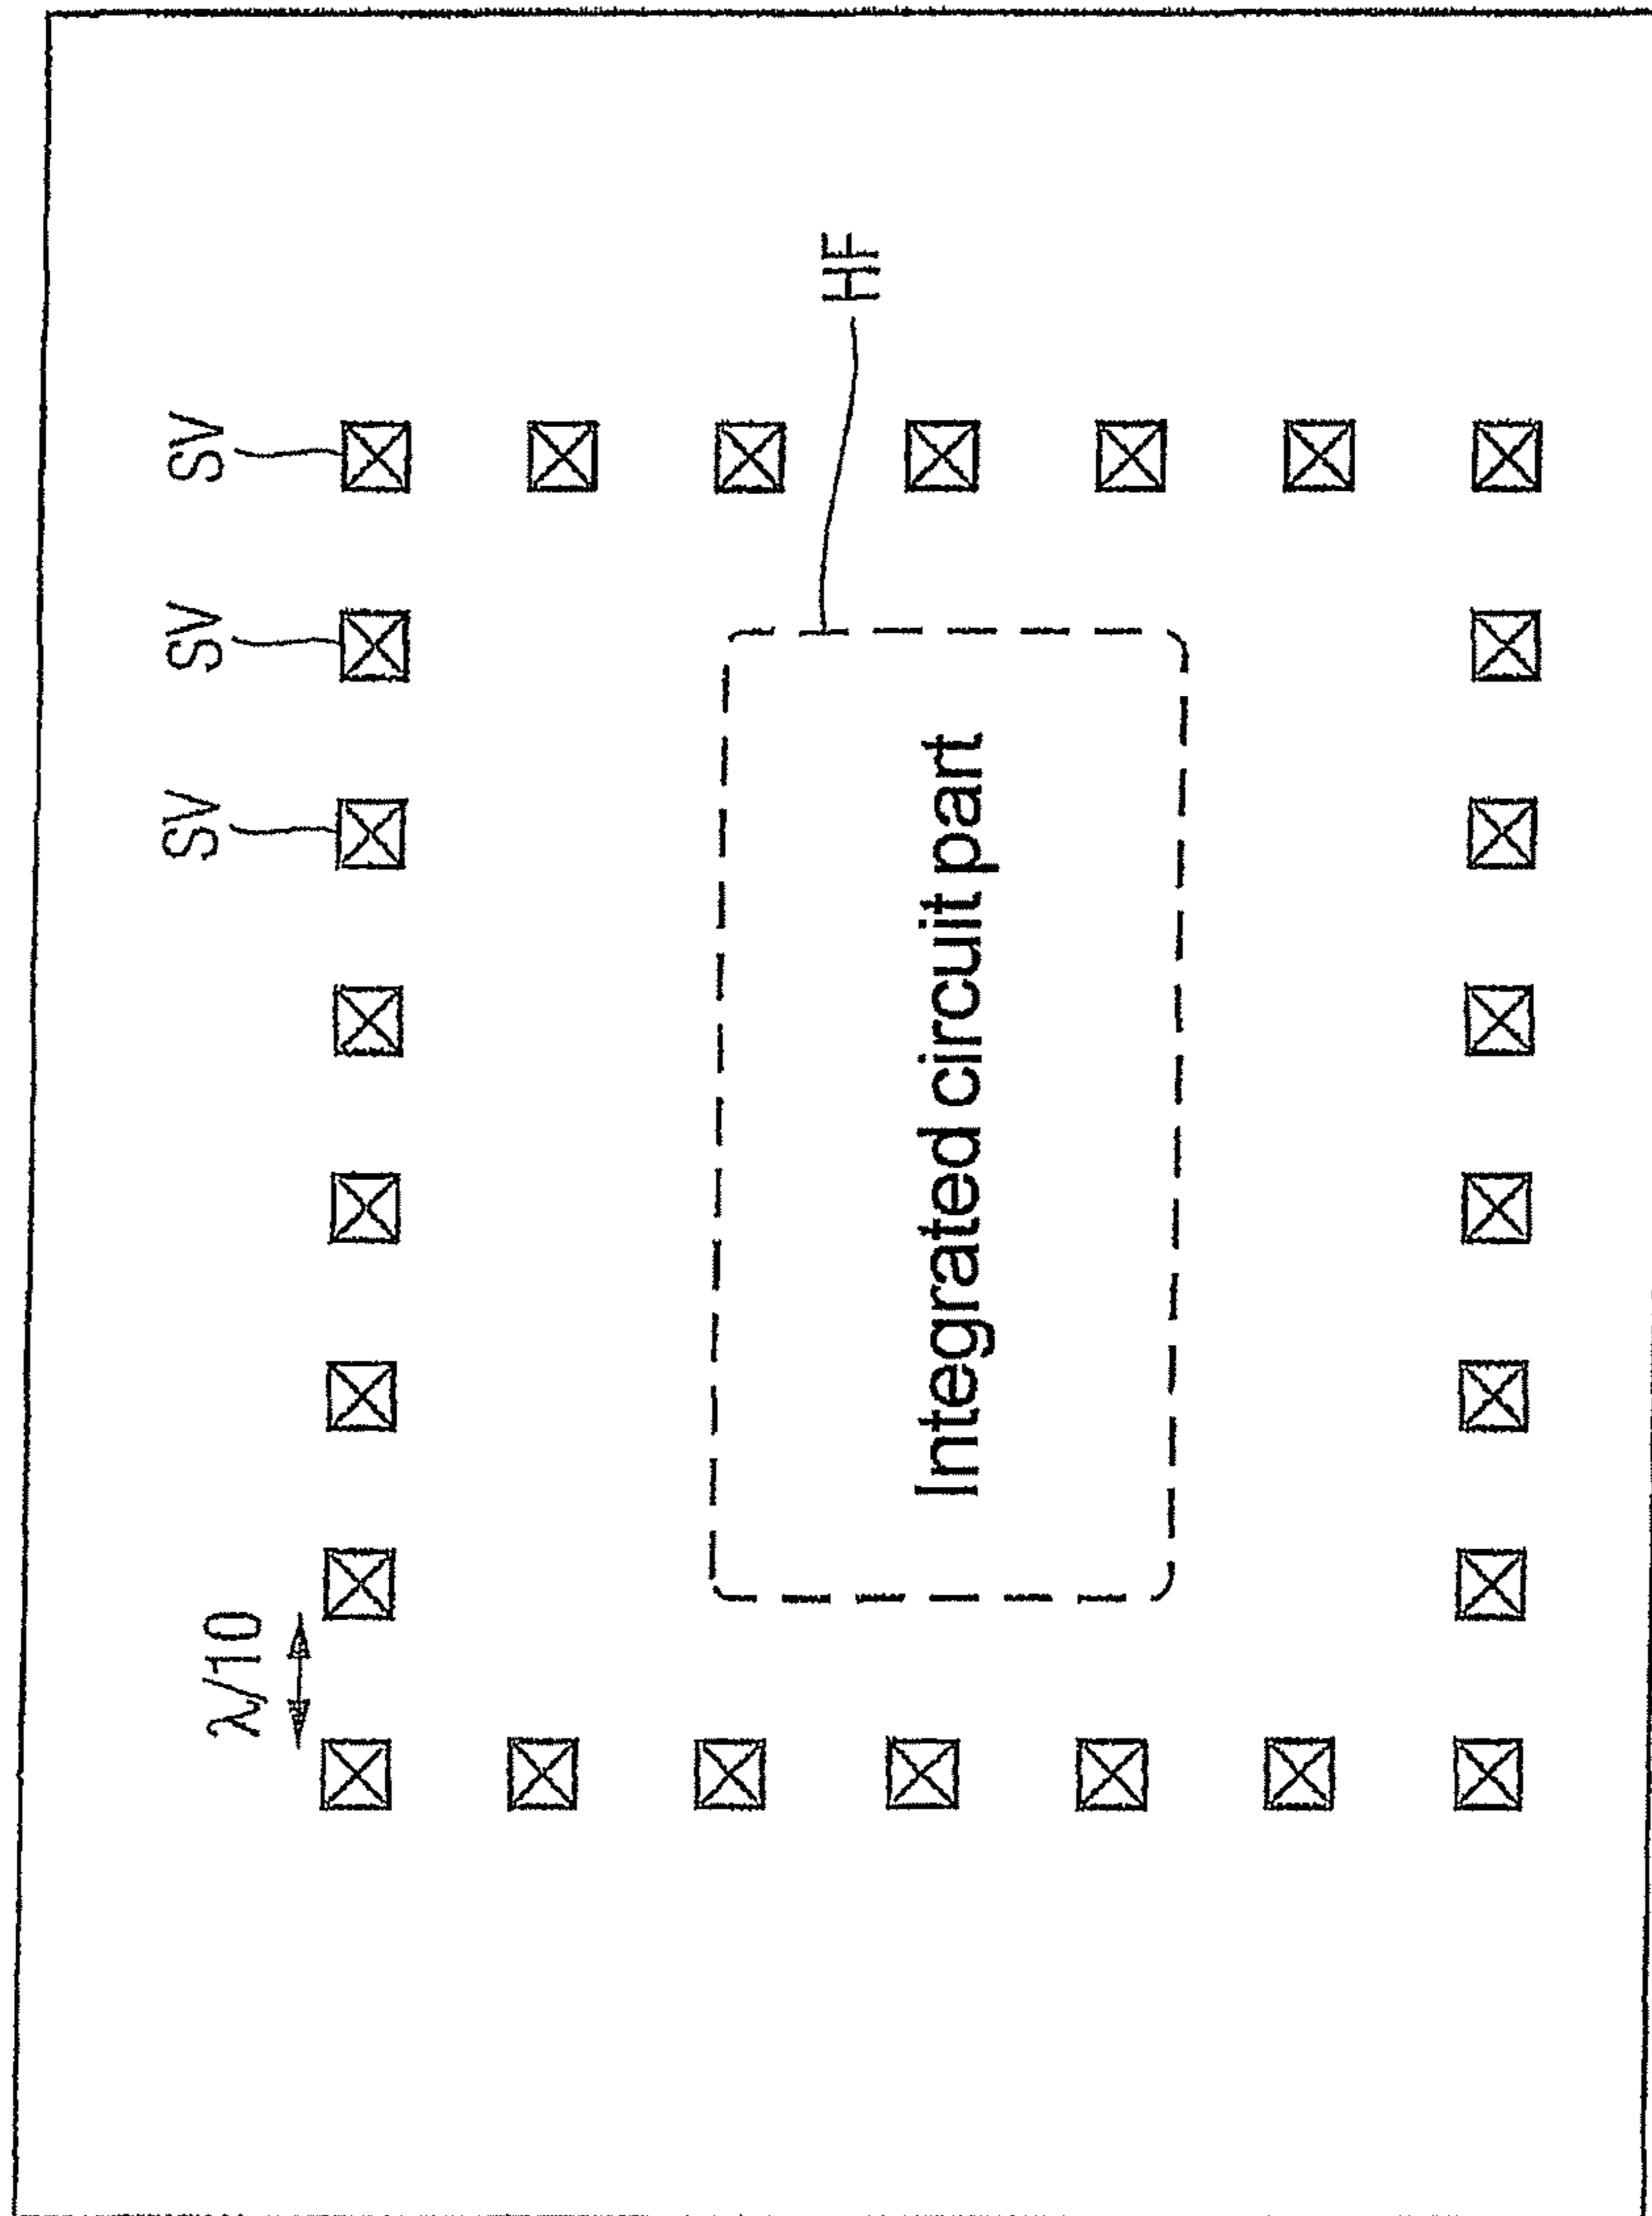 λ/10
SV
SV
SV
HF
Integrated circuit part